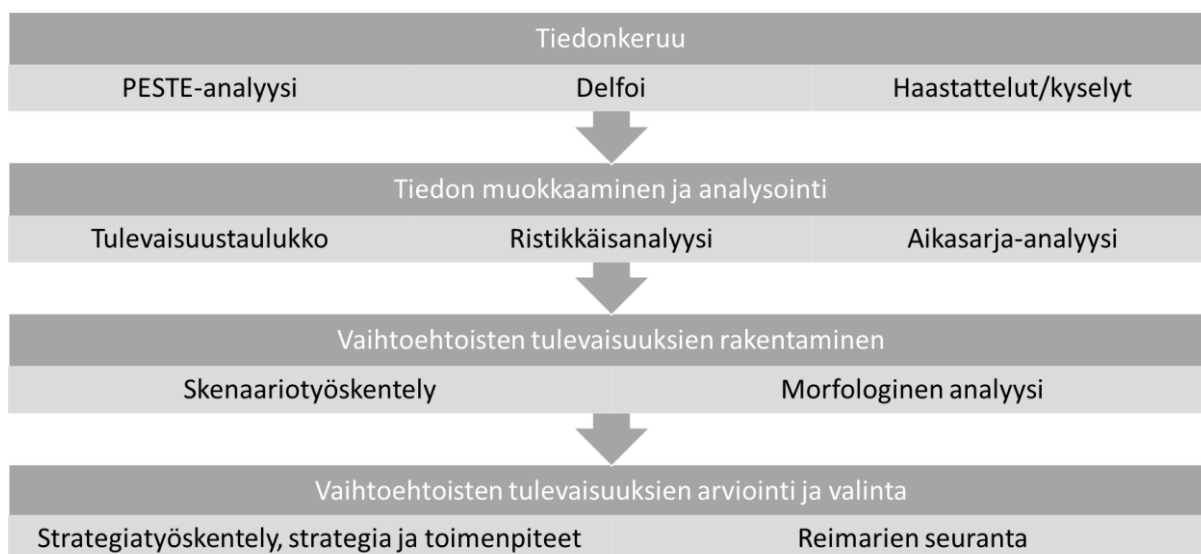 Tiedonkeruu
PESTE-analyysi Delfoi Haastattelut/kyselyt
Tiedon muokkaaminen ja analysointi
Tulevaisuustaulukko Ristikkäisanalyysi Aikasarja-analyysi
Vaihtoehtoisten tulevaisuuksien rakentaminen
Skenaariotyöskentely Morfologinen analyysi
Vaihtoehtoisten tulevaisuuksien arviointi ja valinta
Strategiatyöskentely, strategia ja toimenpiteet Reimarien seuranta